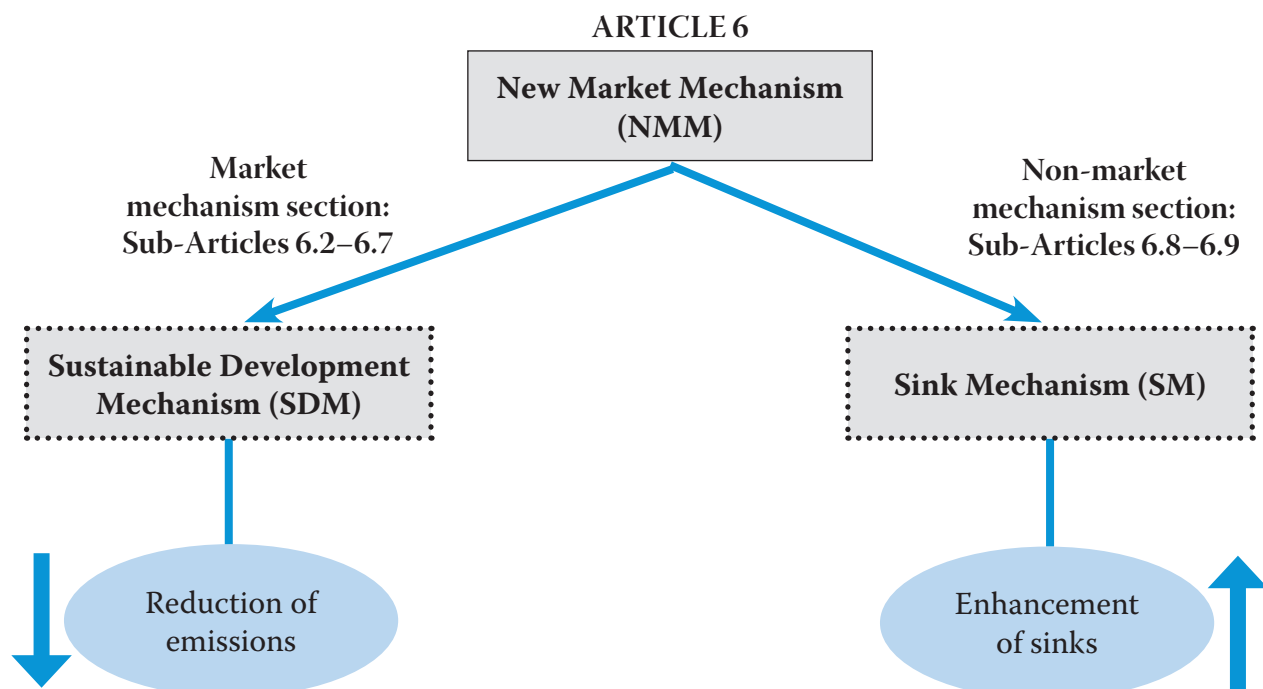 ARTICLE 6
New Market Mechanism
(NMM)
Market
mechanism section:
Sub-Articles 6.2–6.7
Non-market
mechanism section:
Sub-Articles 6.8–6.9
Sustainable Development
Mechanism (SDM)
Sink Mechanism (SM)
Reduction of
emissions
Enhancement
of sinks